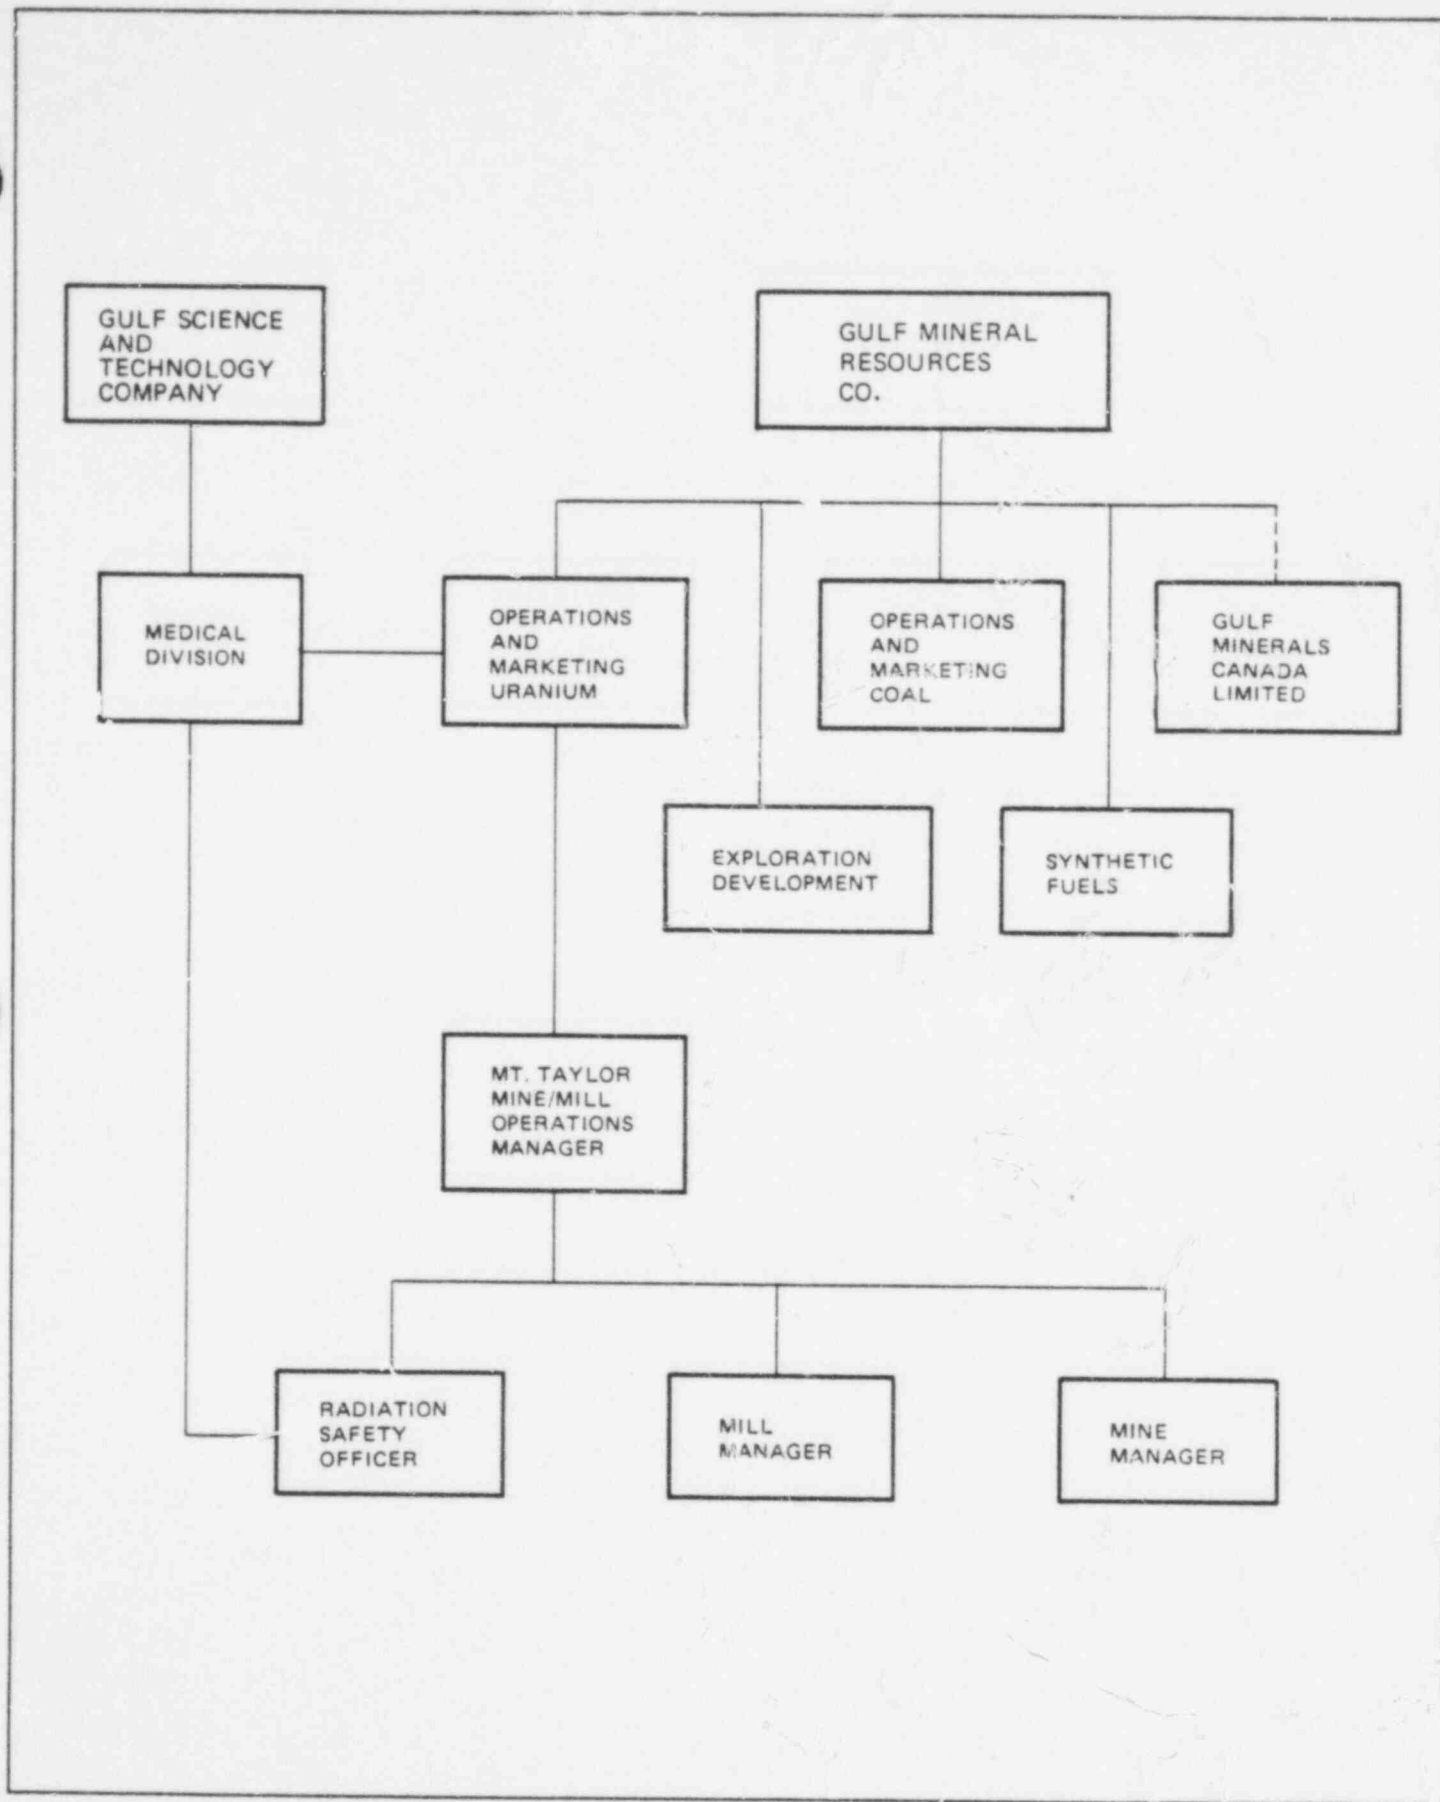 GULF SCIENCE
AND
TECHNOLOGY
COMPANY
GULF MINERAL
RESOURCES
CO.
MEDICAL
DIVISION
OPERATIONS
AND
MARKETING
URANIUM
OPERATIONS
AND
MARKETING
COAL
GULF
MINERALS
CANADA
LIMITED
EXPLORATION
DEVELOPMENT
SYNTHETIC
FUELS
MT. TAYLOR
MINE/MILL
OPERATIONS
MANAGER
RADIATION
SAFETY
OFFICER
MILL
MANAGER
MINE
MANAGER